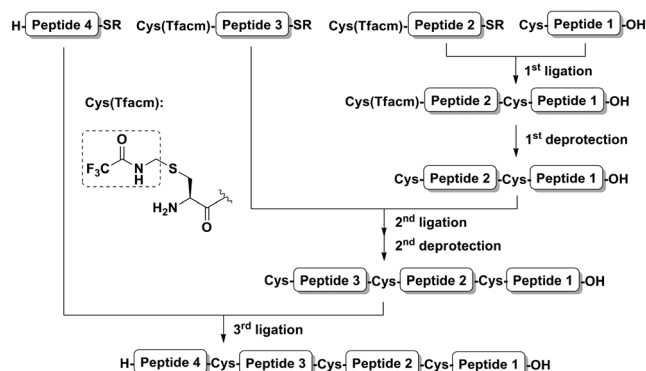 H-Peptide 4-SR Cys(Tfacm)-Peptide 3-SR Cys(Tfacm)-Peptide 2-SR Cys-Peptide 1-OH
1st ligation
Cys(Tfacm)-Peptide 2-Cys-Peptide 1-OH
Cys(Tfacm):
1st deprotection
O
F3C N H S
Cys-Peptide 2-Cys-Peptide 1-OH
H2N
O
2nd ligation
2nd deprotection
Cys-Peptide 3-Cys-Peptide 2-Cys-Peptide 1-OH
3rd ligation
H-Peptide 4-Cys-Peptide 3-Cys-Peptide 2-Cys-Peptide 1-OH